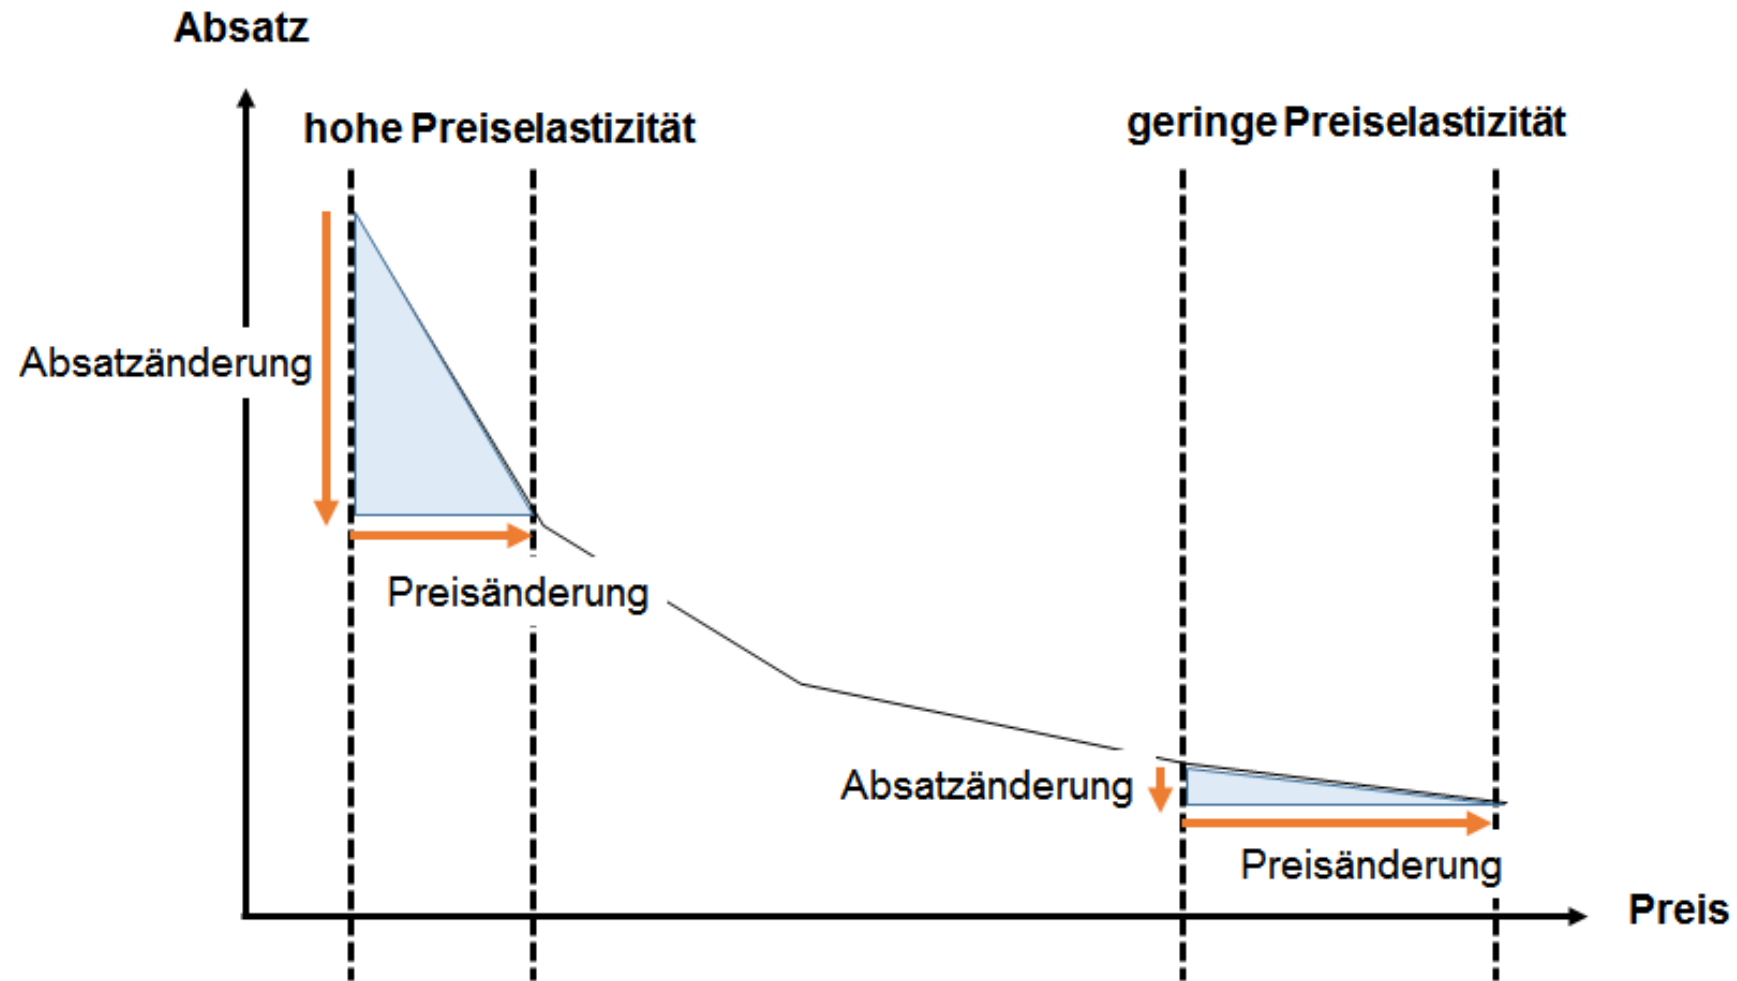 Absatz
hohe Preiselastizität
geringe Preiselastizität
Absatzänderung
Preisänderung
Absatzänderung
Preisänderung
Preis